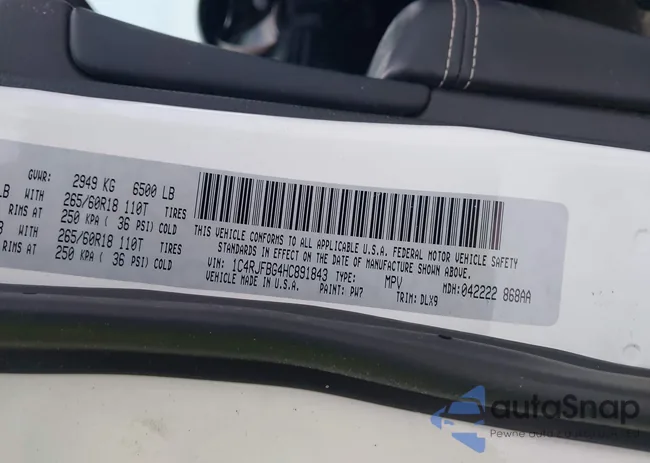 GVWR: 2949 KG 6500 LB
LB WITH 265/60R18 110T TIRES
RIMS AT 250 KPA ( 36 PSI) COLD
WITH 265/60R18 110T TIRES
RIMS AT 250 KPA ( 36 PSI) COLD
THIS VEHICLE CONFORMS TO ALL APPLICABLE U.S.A. FEDERAL MOTOR VEHICLE SAFETY
STANDARDS IN EFFECT ON THE DATE OF MANUFACTURE SHOWN ABOVE.
VIN: 1C4RJFBG4HC891843 TYPE: MPV MDH: 042222 868AA
VEHICLE MADE IN U.S.A. PAINT: PW7 TRIM: DLX9
autoSnap